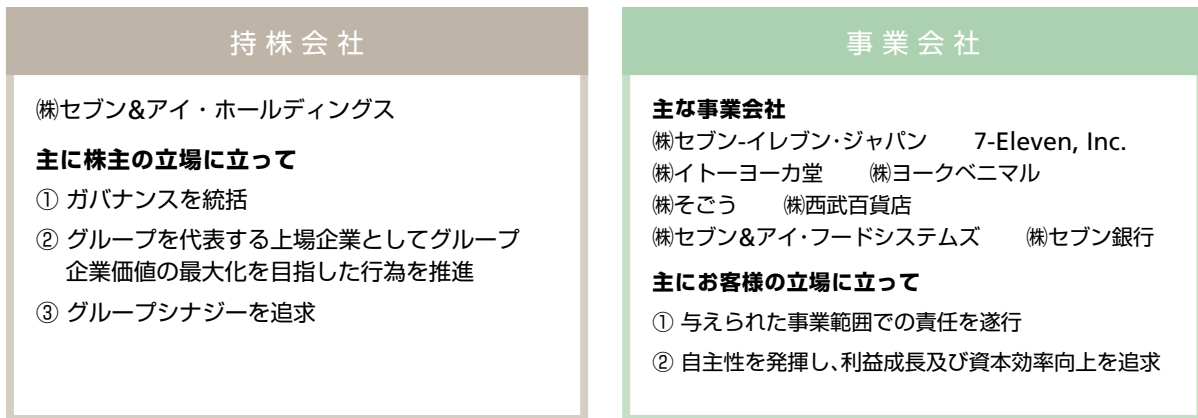 持株会社
㈱セブン&アイ・ホールディングス
主に株主の立場に立って
① ガバナンスを統括
② グループを代表する上場企業としてグループ
企業価値の最大化を目指した行為を推進
③ グループシナジーを追求
事業会社
主な事業会社
㈱セブン-イレブン・ジャパン　7-Eleven, Inc.
㈱イトーヨーカ堂　㈱ヨークベニマル
㈱そごう　㈱西武百貨店
㈱セブン&アイ・フードシステムズ　㈱セブン銀行
主にお客様の立場に立って
① 与えられた事業範囲での責任を遂行
② 自主性を発揮し、利益成長及び資本効率向上を追求